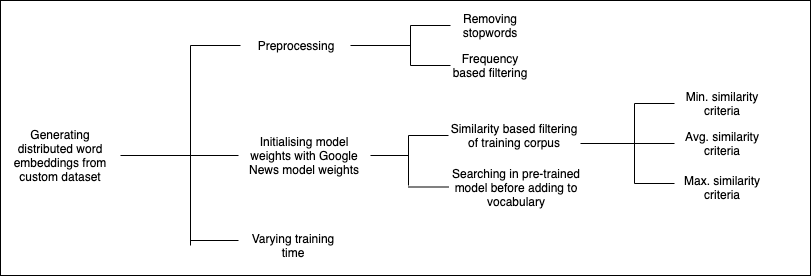 Generating
distributed word
embeddings from
custom dataset
Preprocessing
Removing
stopwords
Frequency
based filtering
Initialising model
weights with Google
News model weights
Similarity based filtering
of training corpus
Min. similarity
criteria
Avg. similarity
criteria
Max. similarity
criteria
Searching in pre-trained
model before adding to
vocabulary
Varying training
time